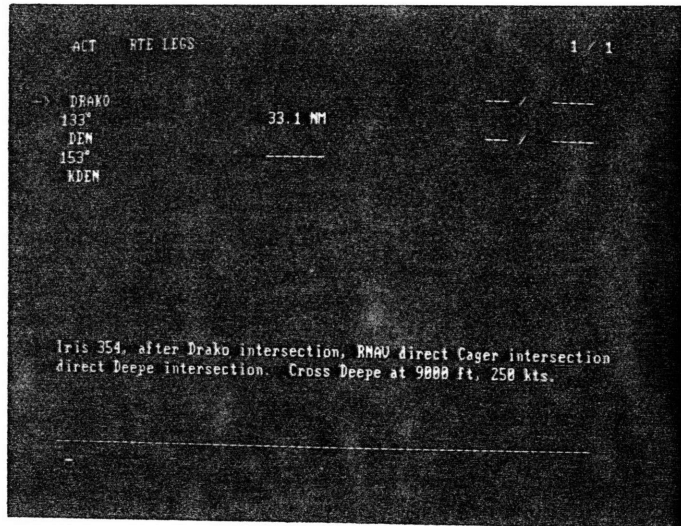 ACT RTE LEGS 1 / 1
-> DRAKO --- / -----
133° 33.1 NM
DEN --- / -----
153° -------
KDEN
Iris 354, after Drako intersection, RNAV direct Cager intersection
direct Deepe intersection. Cross Deepe at 9000 ft, 250 kts.